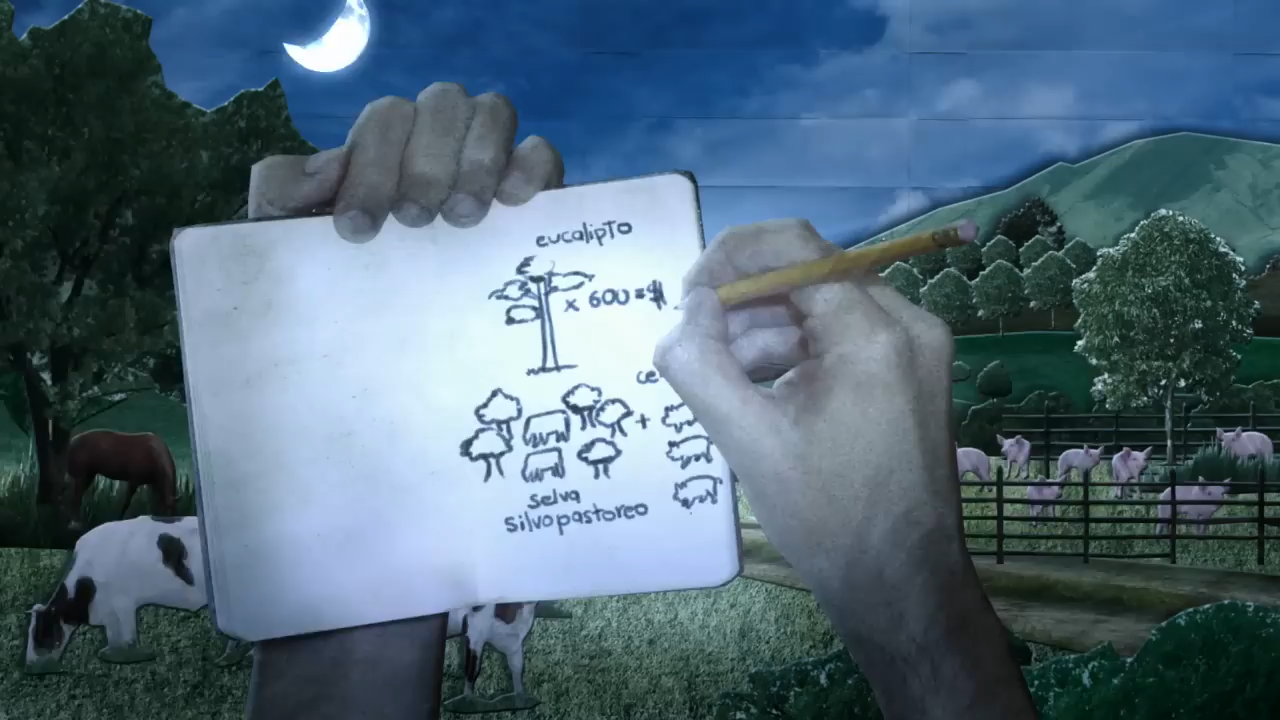 eucalipto
x 600 = $
+
selva
silvopastoreo